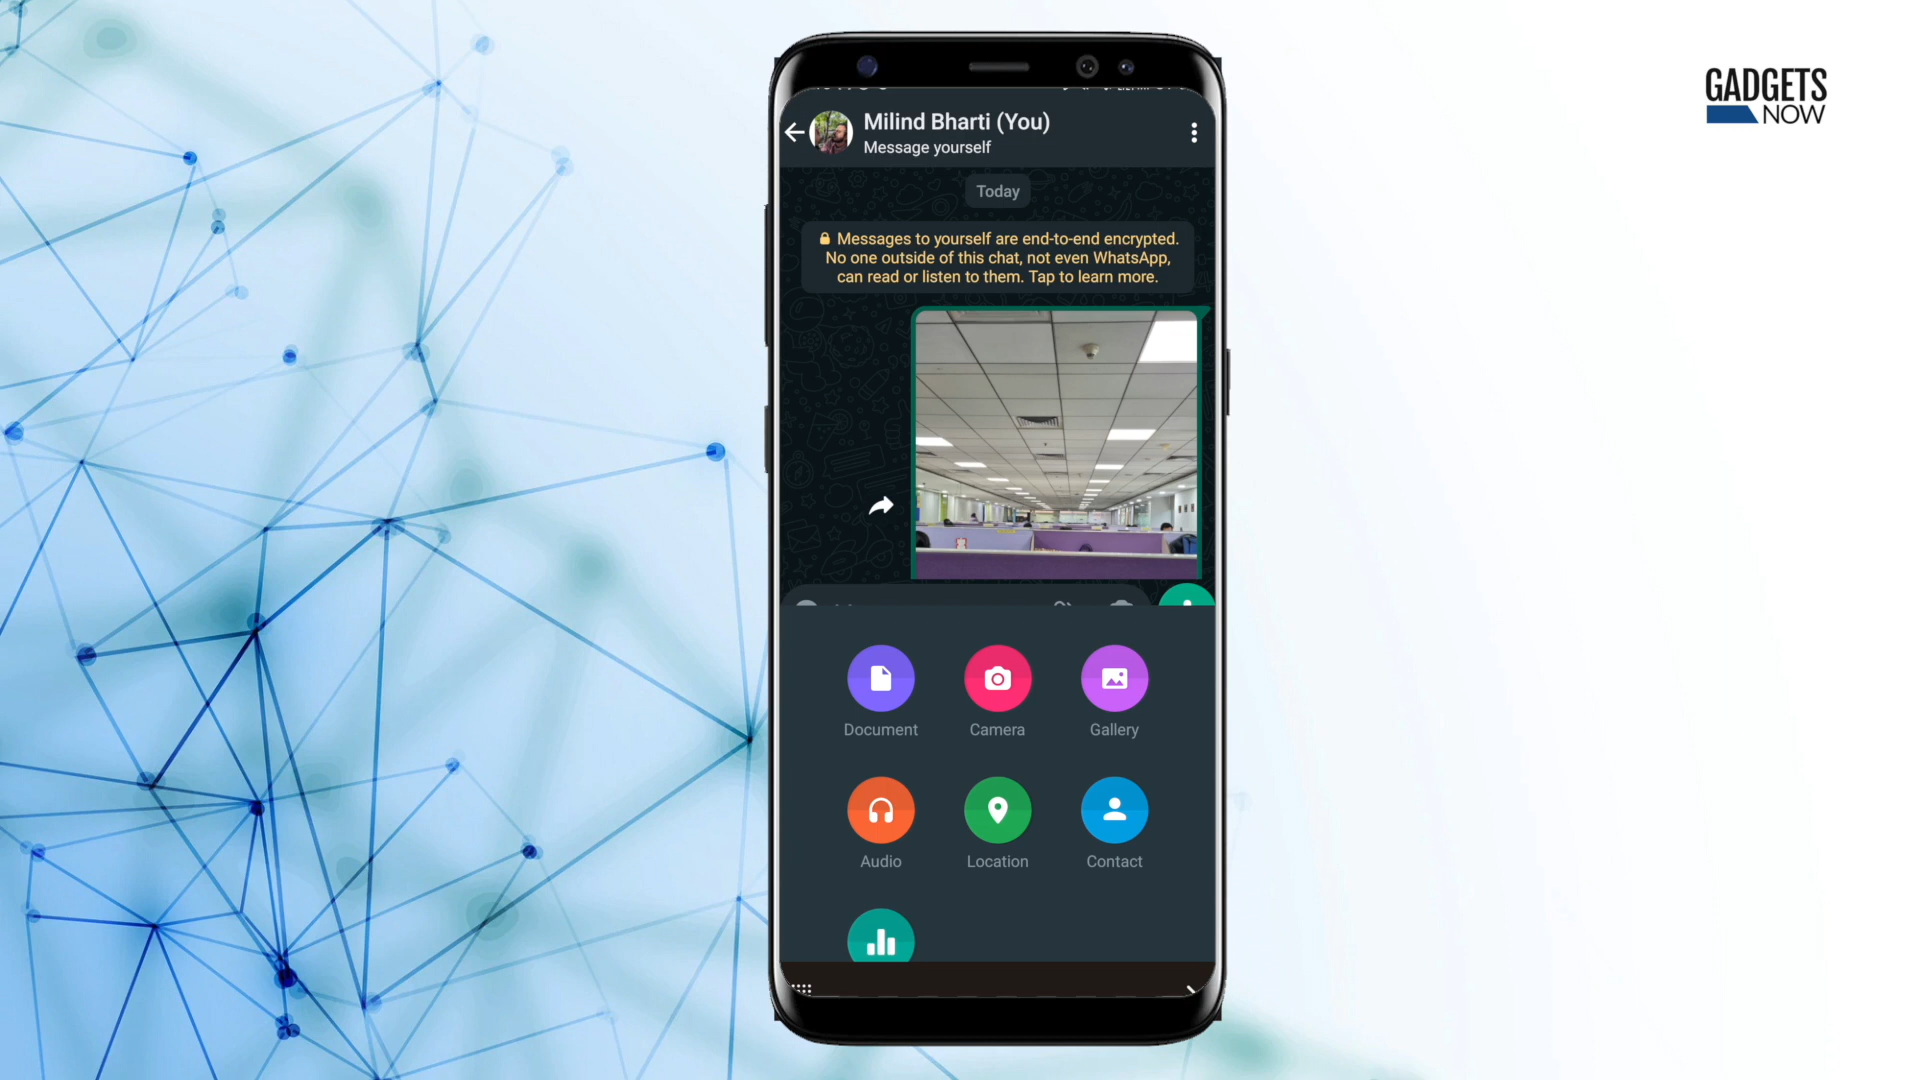 GADGETS
NOW
Milind Bharti (You)
Message yourself
Today
Messages to yourself are end-to-end encrypted.
No one outside of this chat, not even WhatsApp,
can read or listen to them. Tap to learn more.
Document
Camera
Gallery
Audio
Location
Contact